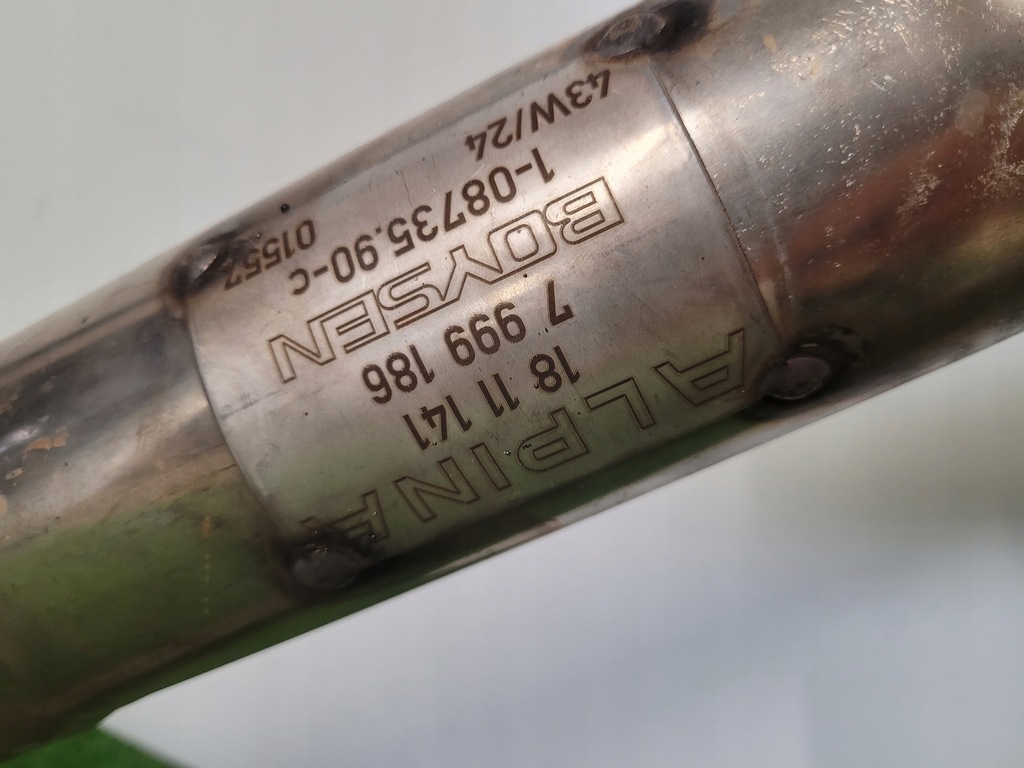 ALPINA
18 11 141
7 999 186
BOYSEN
1-08735.90-c
43W/24 01557